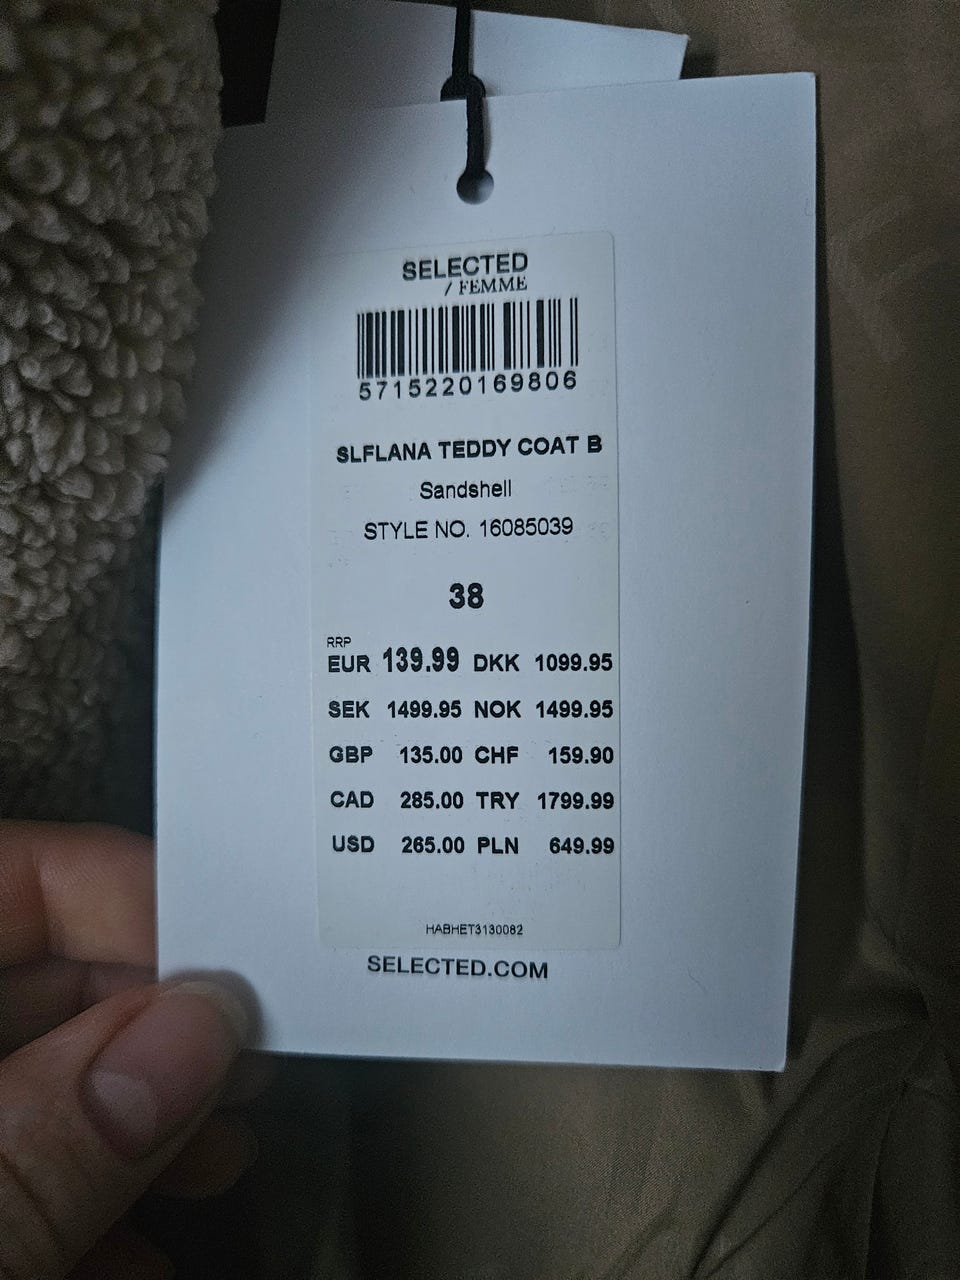 SELECTED
/ FEMME
5715220169806
SLFLANA TEDDY COAT B
Sandshell
STYLE NO. 16085039
38
RRP
EUR 139.99 DKK 1099.95
SEK 1499.95 NOK 1499.95
GBP 135.00 CHF 159.90
CAD 285.00 TRY 1799.99
USD 265.00 PLN 649.99
HABHET3130082
SELECTED.COM